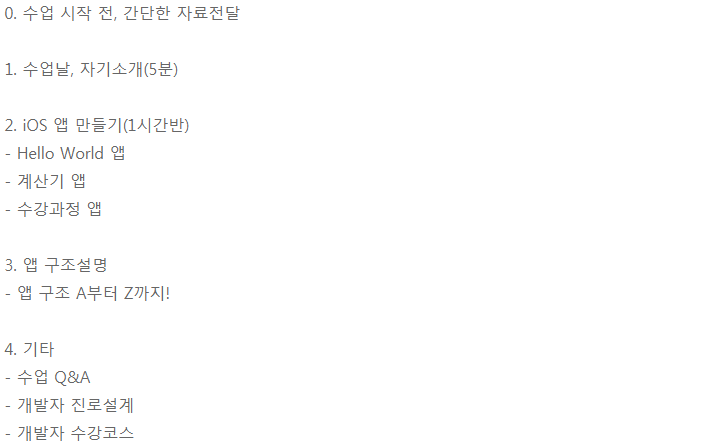 0. 수업 시작 전, 간단한 자료전달
1. 수업날, 자기소개(5분)
2. iOS 앱 만들기(1시간반)
- Hello World 앱
- 계산기 앱
- 수강과정 앱
3. 앱 구조설명
- 앱 구조 A부터 Z까지!
4. 기타
- 수업 Q&A
- 개발자 진로설계
- 개발자 수강코스